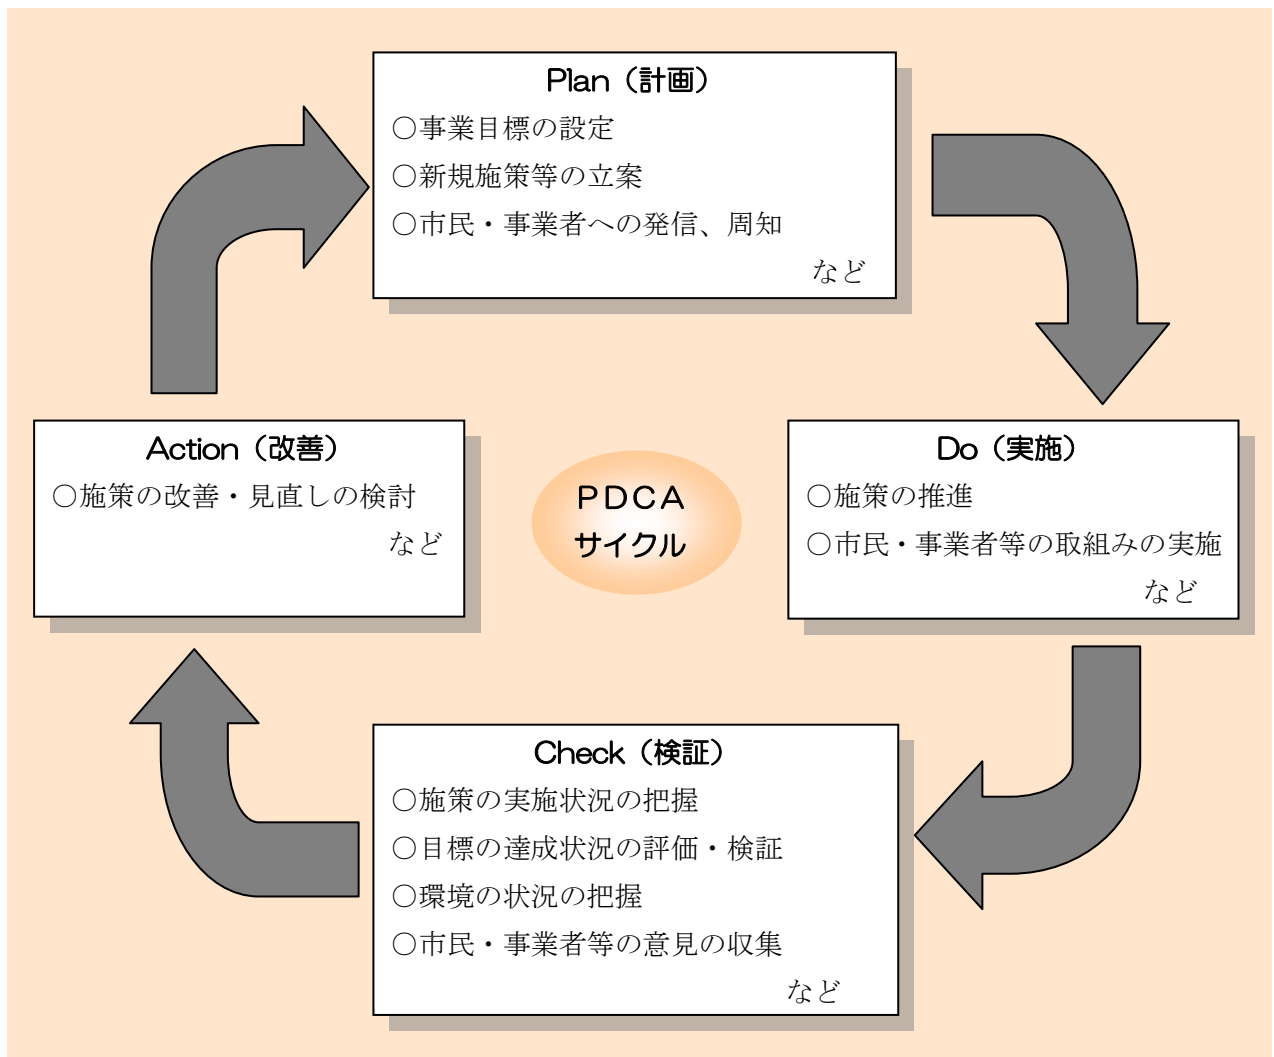 Plan（計画）
○事業目標の設定
○新規施策等の立案
○市民・事業者への発信、周知
など
Action（改善）
○施策の改善・見直しの検討
など
PDCA
サイクル
Do（実施）
○施策の推進
○市民・事業者等の取組みの実施
など
Check（検証）
○施策の実施状況の把握
○目標の達成状況の評価・検証
○環境の状況の把握
○市民・事業者等の意見の収集
など